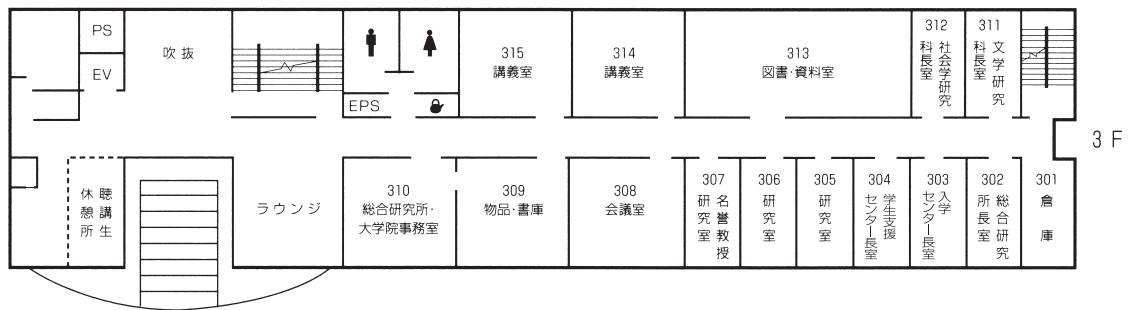 PS
EV
吹抜
EPS
315
講義室
314
講義室
313
図書・資料室
312
社会学研究
科長室
311
文学研究
科長室
3F
聴講生
休憩所
ラウンジ
310
総合研究所・
大学院事務室
309
物品・書庫
308
会議室
307
名誉教授
研究室
306
研究室
305
研究室
304
学生支援
センター長室
303
入学
センター長室
302
総合研究
所長室
301
倉庫